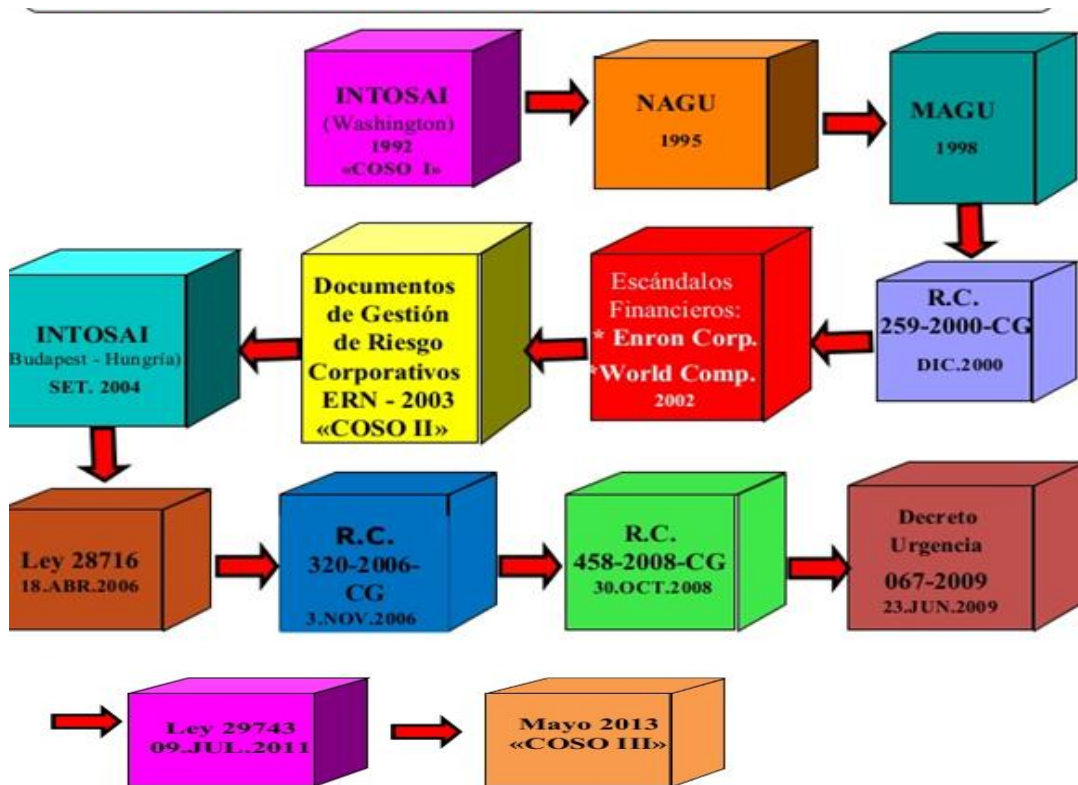 INTOSAI
(Washington)
1992
«COSO I»
NAGU
1995
MAGU
1998
R.C.
259-2000-CG
DIC.2000
Escándalos
Financieros:
* Enron Corp.
*World Comp.
2002
Documentos
de Gestión
de Riesgo
Corporativos
ERN - 2003
«COSO II»
INTOSAI
Budapest - Hungría)
SET. 2004
Ley 28716
18.ABR.2006
R.C.
320-2006-
CG
3.NOV.2006
R.C.
458-2008-CG
30.OCT.2008
Decreto
Urgencia
067-2009
23.JUN.2009
Ley 29743
09.JUL.2011
Mayo 2013
«COSO III»